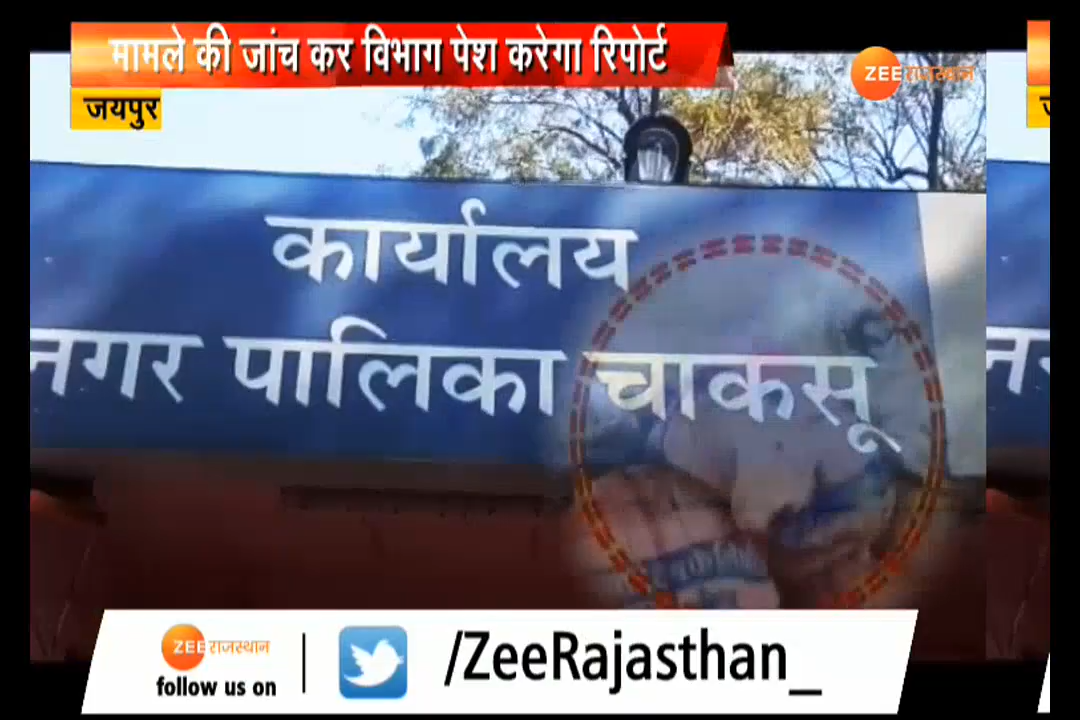 मामले की जांच कर विभाग पेश करेगा रिपोर्ट
ZEE राजस्थान
जयपुर
कार्यालय
नगर पालिका चाकसू
ZEE राजस्थान
follow us on
/ZeeRajasthan_